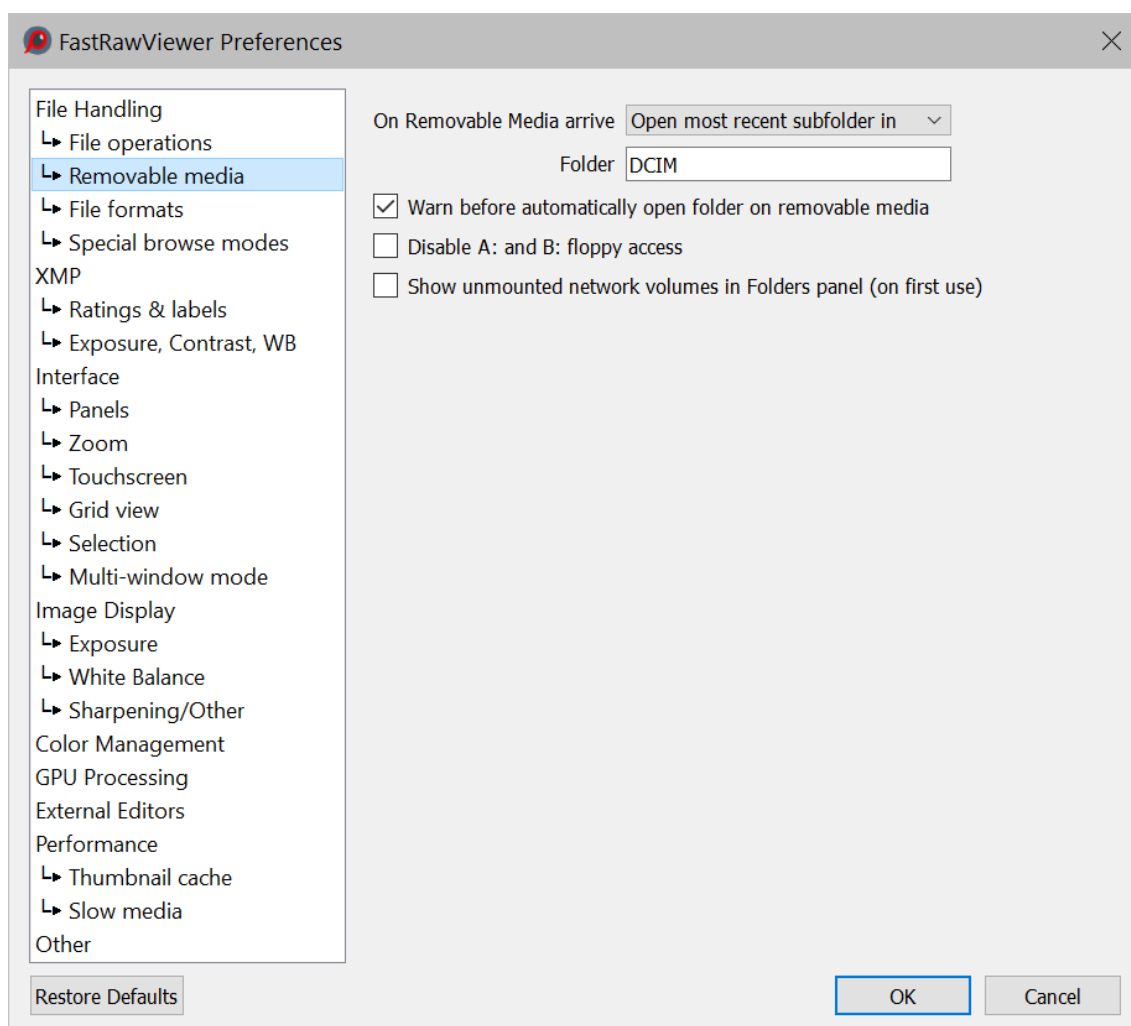 FastRawViewer Preferences
File Handling
File operations
Removable media
File formats
Special browse modes
XMP
Ratings & labels
Exposure, Contrast, WB
Interface
Panels
Zoom
Touchscreen
Grid view
Selection
Multi-window mode
Image Display
Exposure
White Balance
Sharpening/Other
Color Management
GPU Processing
External Editors
Performance
Thumbnail cache
Slow media
Other
On Removable Media arrive Open most recent subfolder in
Folder DCIM
Warn before automatically open folder on removable media
Disable A: and B: floppy access
Show unmounted network volumes in Folders panel (on first use)
Restore Defaults
OK
Cancel